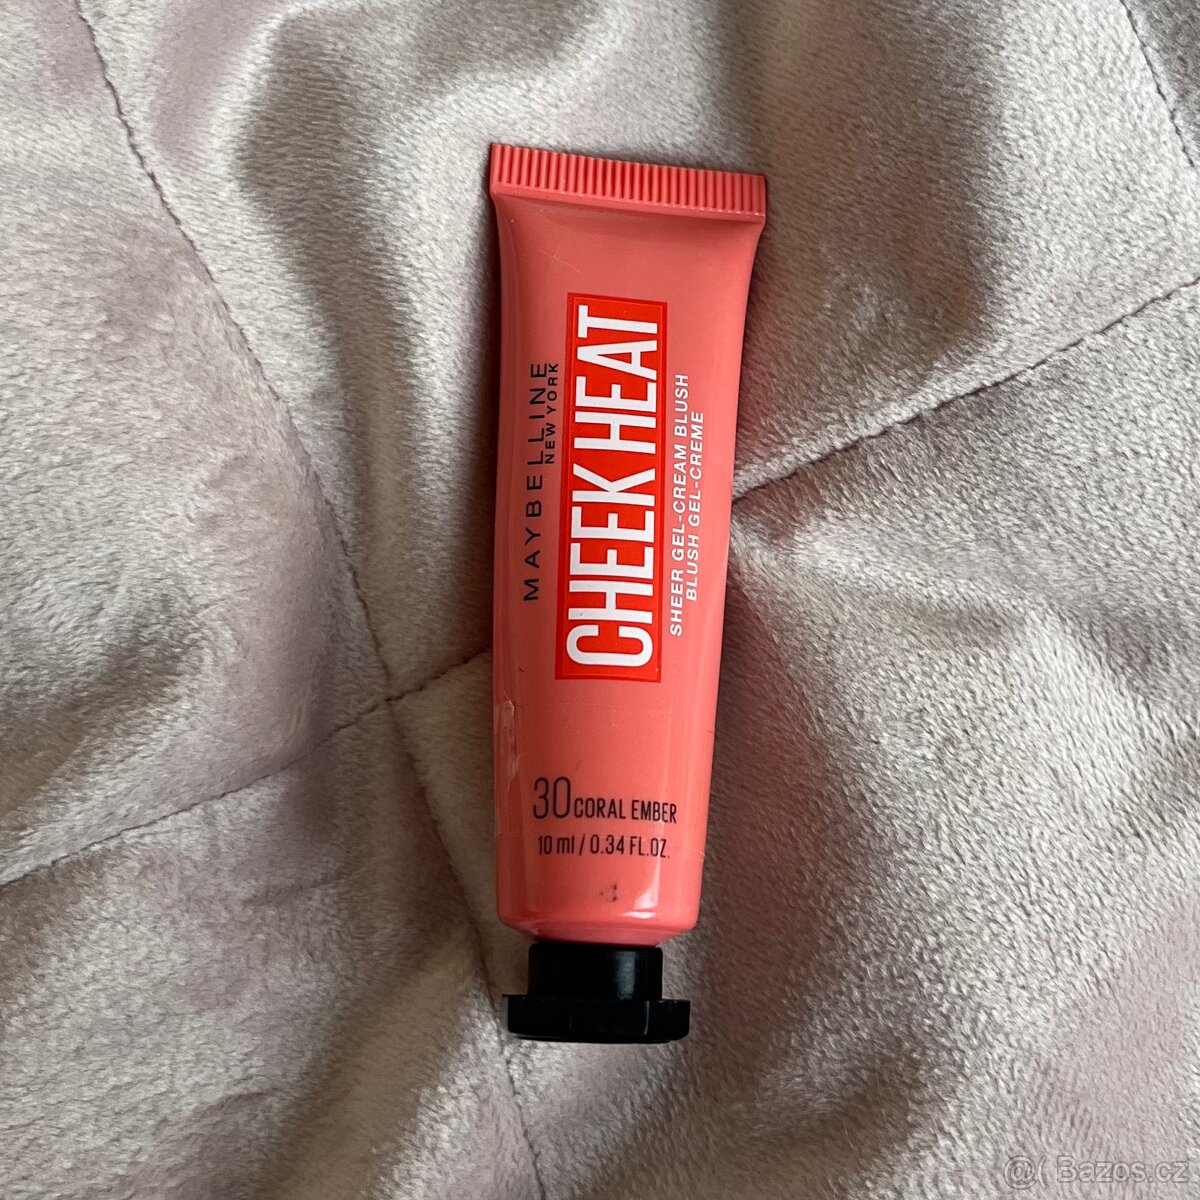 MAYBELLINE
NEW YORK
CHEEK HEAT
SHEER GEL-CREAM BLUSH
BLUSH GEL-CREME
30 CORAL EMBER
10 ml / 0.34 FL.OZ.
@( Bazos.cz